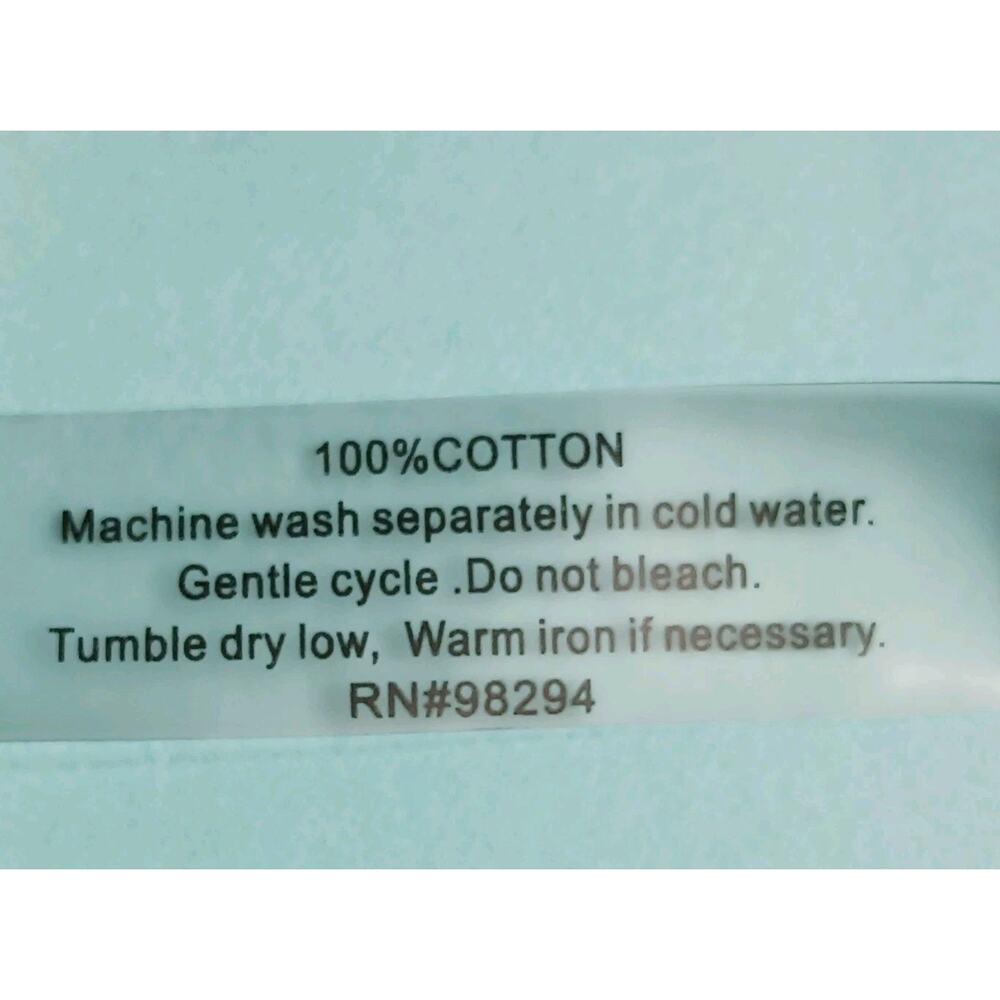 100%COTTON
Machine wash separately in cold water.
Gentle cycle .Do not bleach.
Tumble dry low, Warm iron if necessary.
RN#98294